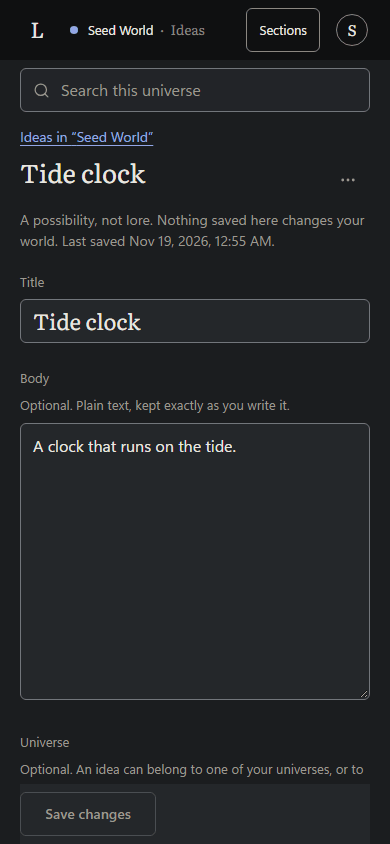 L
Seed World · Ideas
Sections
S
Search this universe
Ideas in “Seed World”
Tide clock
A possibility, not lore. Nothing saved here changes your
world. Last saved Nov 19, 2026, 12:55 AM.
Title
Tide clock
Body
Optional. Plain text, kept exactly as you write it.
A clock that runs on the tide.
Universe
Optional. An idea can belong to one of your universes, or to
Save changes